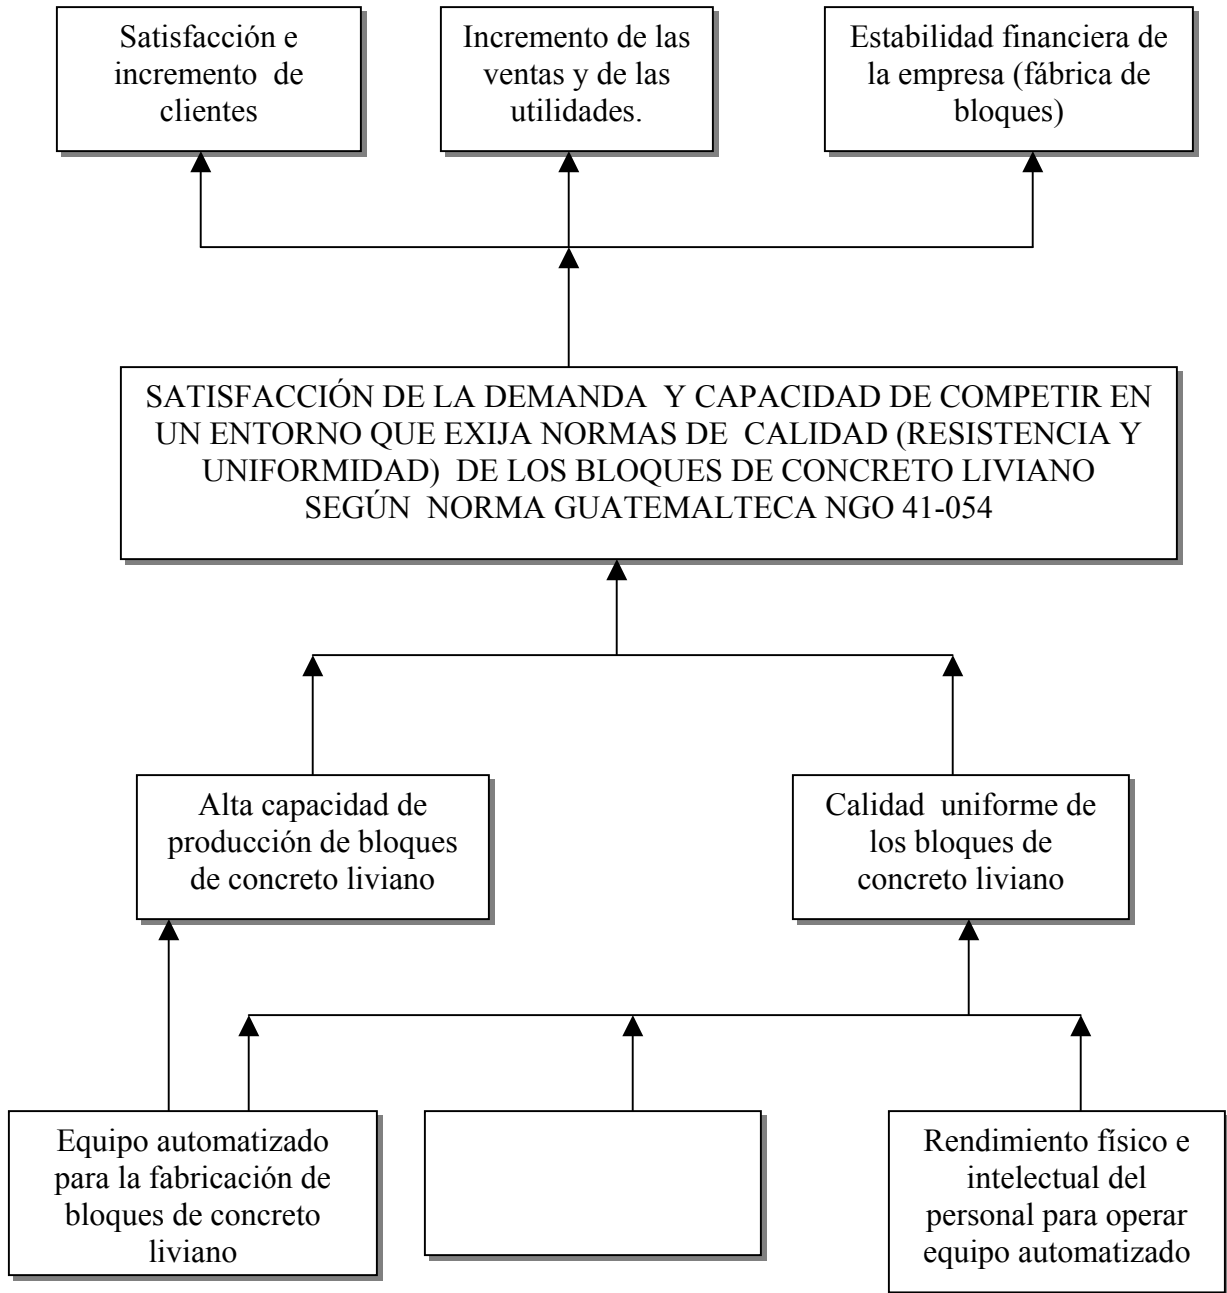 Satisfacción e
incremento de
clientes
Incremento de las
ventas y de las
utilidades.
Estabilidad financiera de
la empresa (fábrica de
bloques)
SATISFACCIÓN DE LA DEMANDA Y CAPACIDAD DE COMPETIR EN
UN ENTORNO QUE EXIJA NORMAS DE CALIDAD (RESISTENCIA Y
UNIFORMIDAD) DE LOS BLOQUES DE CONCRETO LIVIANO
SEGÚN NORMA GUATEMALTECA NGO 41-054
Alta capacidad de
producción de bloques
de concreto liviano
Calidad uniforme de
los bloques de
concreto liviano
Equipo automatizado
para la fabricación de
bloques de concreto
liviano
Rendimiento físico e
intelectual del
personal para operar
equipo automatizado